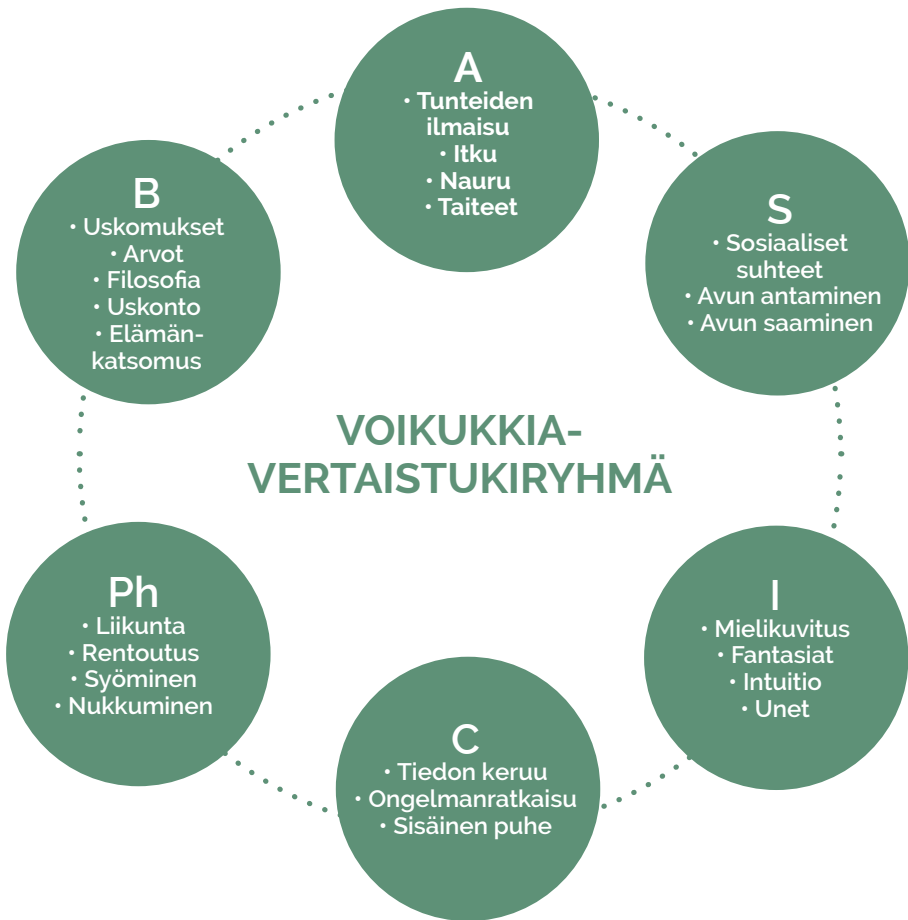 A
• Tunteiden
ilmaisu
• Itku
• Nauru
• Taiteet
B
• Uskomukset
• Arvot
• Filosofia
• Uskonto
• Elämän-
katsomus
S
• Sosiaaliset
suhteet
• Avun antaminen
• Avun saaminen
VOIKUKKIA-
VERTAISTUKIRYHMÄ
Ph
• Liikunta
• Rentoutus
• Syöminen
• Nukkuminen
I
• Mielikuvitus
• Fantasiat
• Intuitio
• Unet
C
• Tiedon keruu
• Ongelmanratkaisu
• Sisäinen puhe